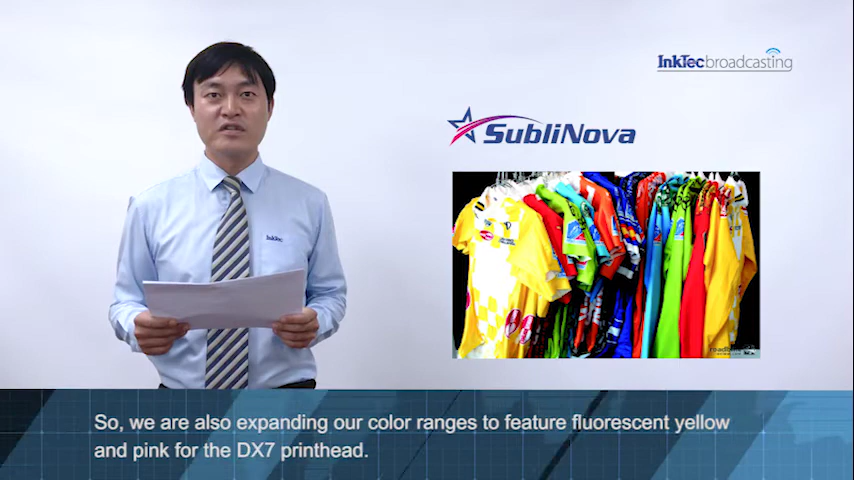 InkTec broadcasting
SubliNova
InkTec
So, we are also expanding our color ranges to feature fluorescent yellow
and pink for the DX7 printhead.